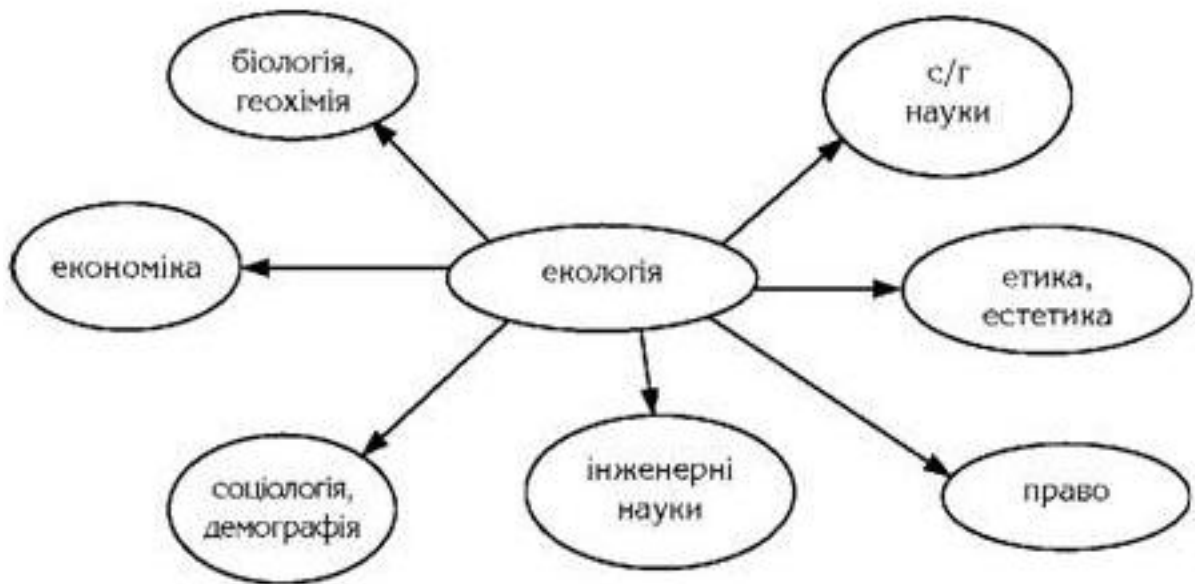 біологія,
геохімія
с/г
науки
економіка
екологія
етика,
естетика
соціологія,
демографія
інженерні
науки
право